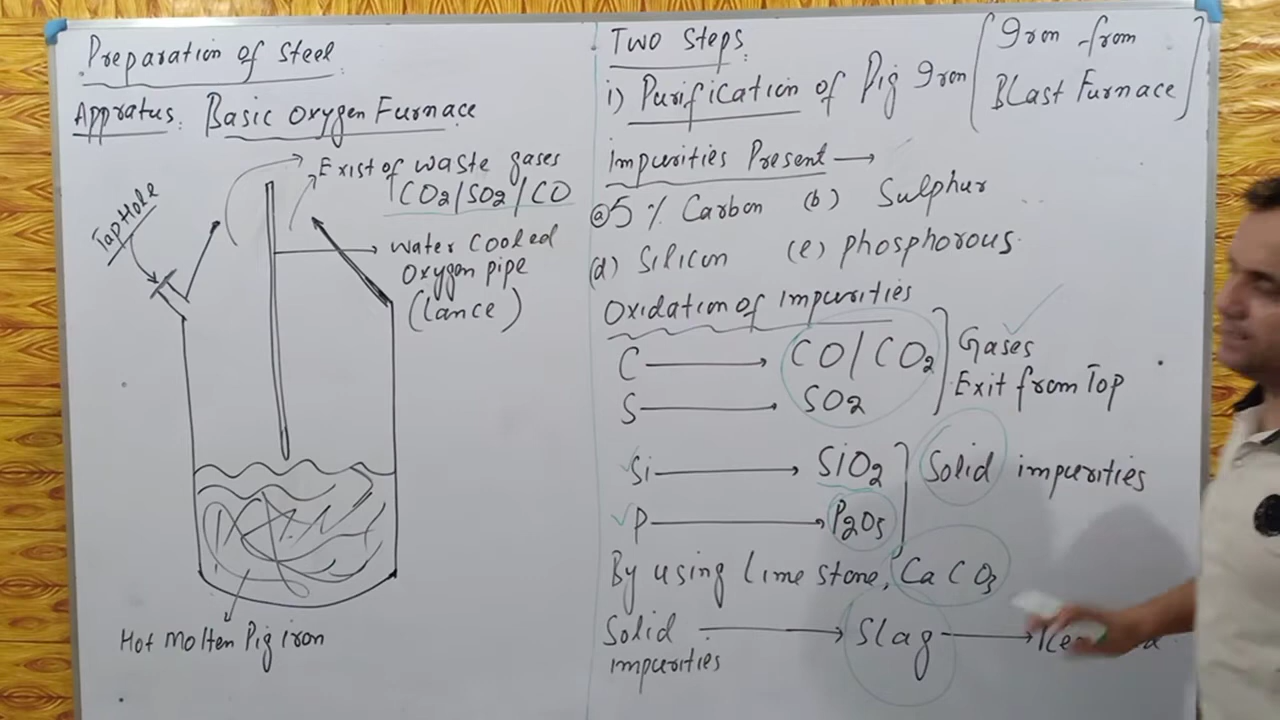 Preparation of Steel
Appratus: Basic Oxygen Furnace
Exist of waste gases
CO2/SO2/CO
Tap Hole
Water Cooled
Oxygen pipe
(Lance)
Hot Molten Pig iron
Two Steps
i) Purification of Pig Iron [Iron from
Blast Furnace]
Impurities Present →
(a) 5 % Carbon (b) Sulphur
(d) Silicon (e) phosphorous
Oxidation of impurities
C → CO/CO2
S → SO2
Gases
Exit from Top
Si → SiO2
P → P2O5
Solid impurities
By using Lime stone, CaCO3
Solid impurities → Slag →